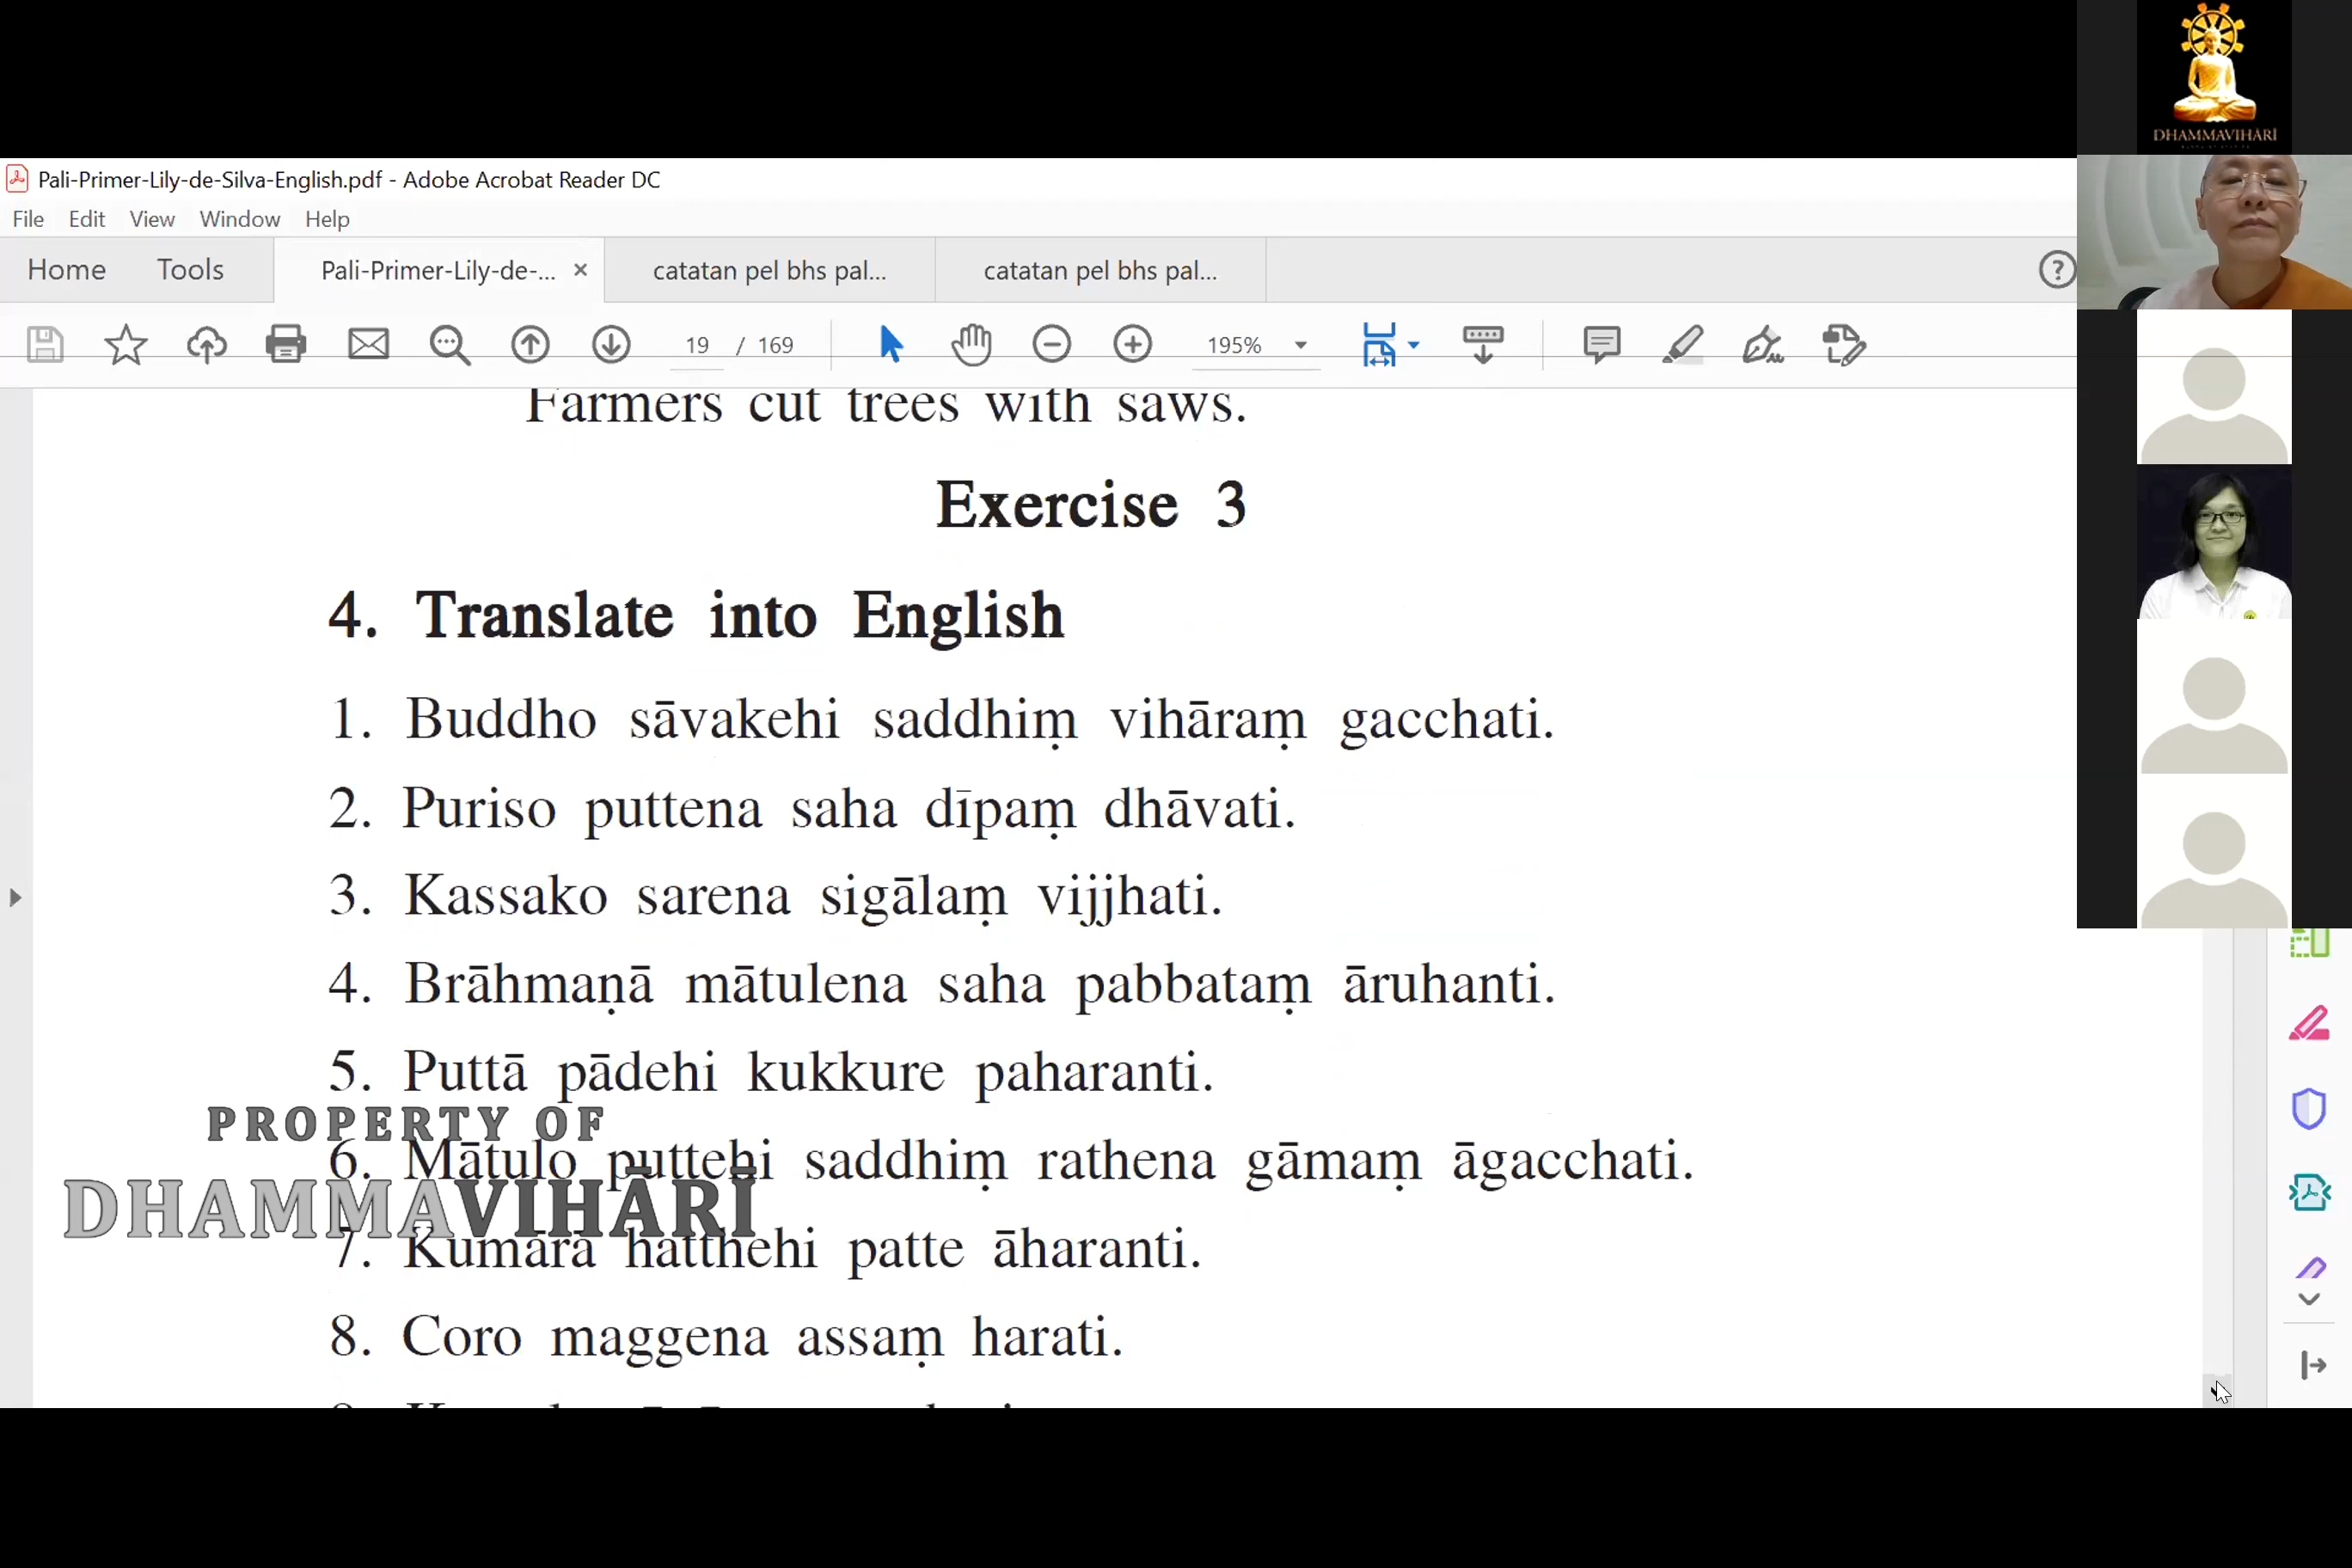 DHAMMAVIHĀRĪ
Pali-Primer-Lily-de-Silva-English.pdf - Adobe Acrobat Reader DC
File Edit View Window Help
Home Tools Pali-Primer-Lily-de-... × catatan pel bhs pal... catatan pel bhs pal...
19 / 169 195%
Farmers cut trees with saws.
Exercise 3
4. Translate into English
1. Buddho sāvakehi saddhiṃ vihāraṃ gacchati.
2. Puriso puttena saha dīpaṃ dhāvati.
3. Kassako sarena sigālaṃ vijjhati.
4. Brāhmaṇā mātulena saha pabbataṃ āruhanti.
5. Puttā pādehi kukkure paharanti.
PROPERTY OF
6. Mātulo puttehi saddhiṃ rathena gāmaṃ āgacchati.
DHAMMAVIHĀRĪ
7. Kumārā hatthehi patte āharanti.
8. Coro maggena assaṃ harati.